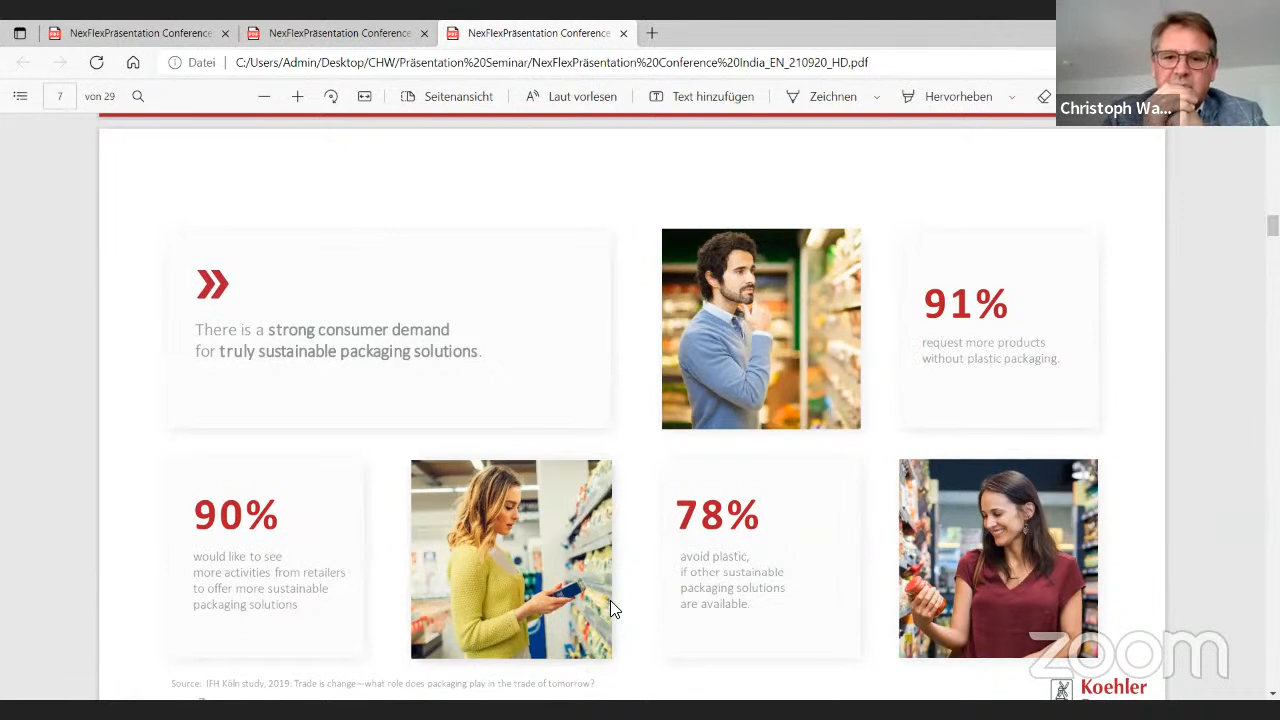 NexFlexPräsentation Conference
NexFlexPräsentation Conference
NexFlexPräsentation Conference
Datei
C:/Users/Admin/Desktop/CHW/Präsentation%20Seminar/NexFlexPräsentation%20Conference%20India_EN_210920_HD.pdf
7
von 29
Seitenansicht
Laut vorlesen
Text hinzufügen
Zeichnen
Hervorheben
Christoph Wa...
»
There is a strong consumer demand
for truly sustainable packaging solutions.
91%
request more products
without plastic packaging.
90%
would like to see
more activities from retailers
to offer more sustainable
packaging solutions
78%
avoid plastic,
if other sustainable
packaging solutions
are available.
zoom
Source: IFH Köln study, 2019. Trade is change—what role does packaging play in the trade of tomorrow?
Koehler